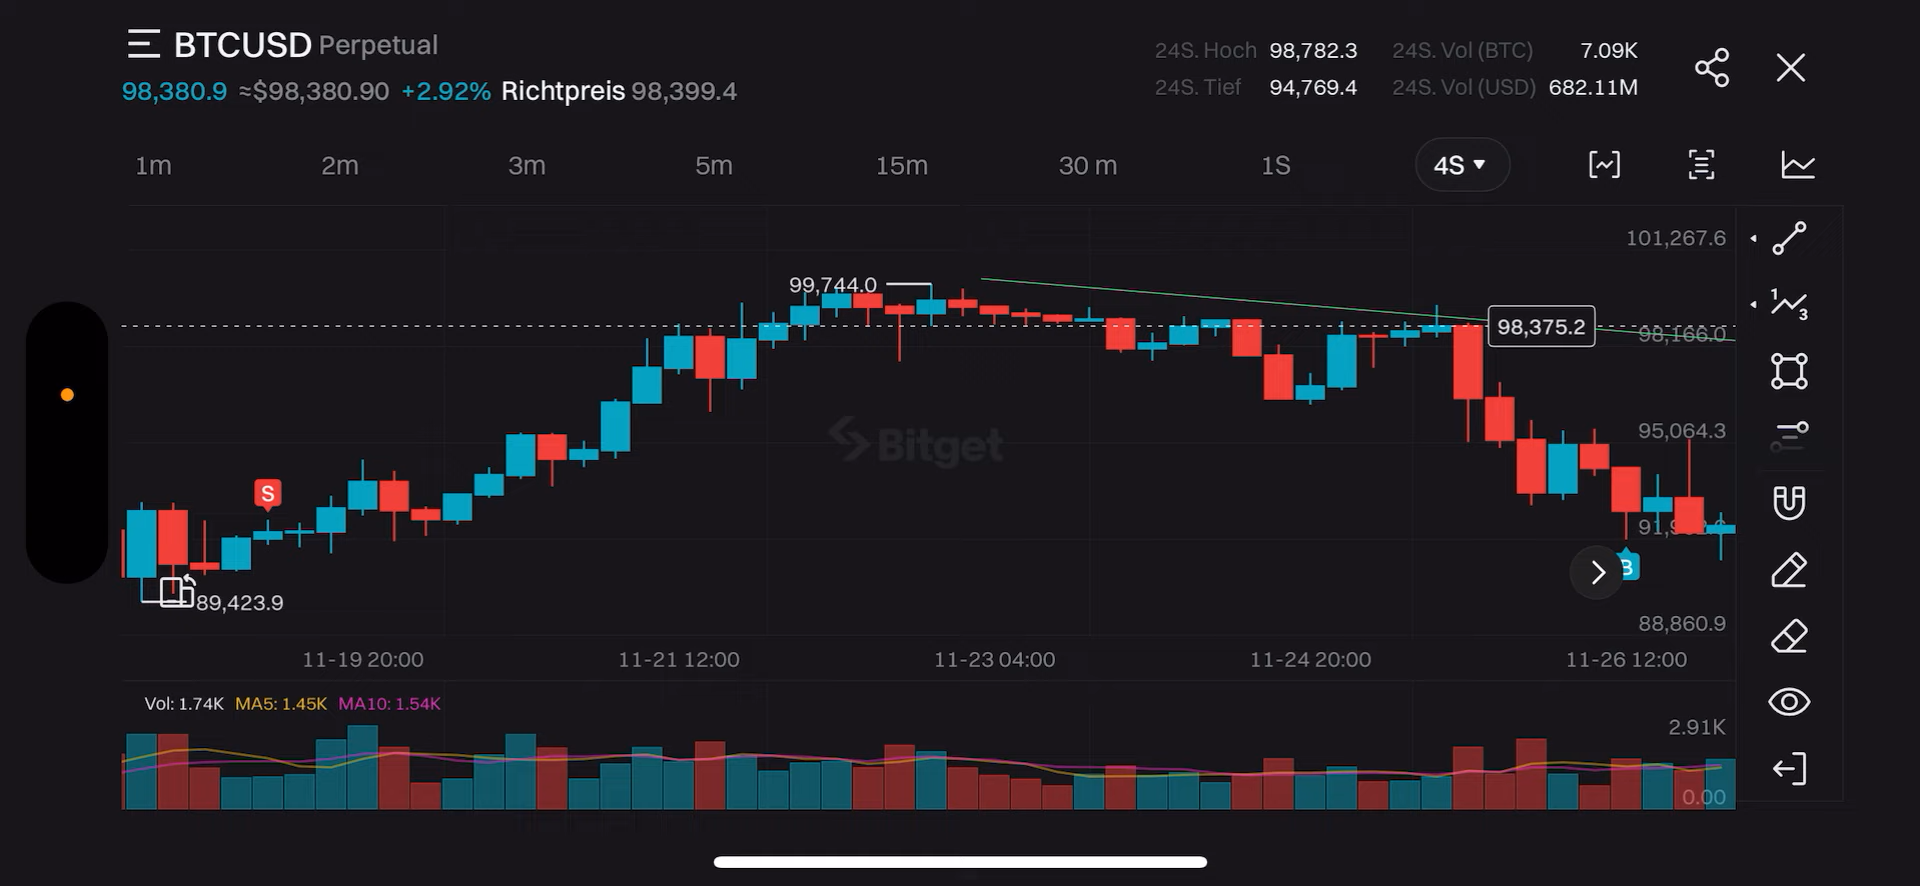 BTCUSD Perpetual
98,380.9 ≈$98,380.90 +2.92% Richtpreis 98,399.4
24S. Hoch 98,782.3 24S. Vol (BTC) 7.09K
24S. Tief 94,769.4 24S. Vol (USD) 682.11M
1m 2m 3m 5m 15m 30 m 1S 4S
101,267.6
99,744.0
98,375.2
98,166.0
95,064.3
Bitget
S
B
89,423.9
88,860.9
11-19 20:00 11-21 12:00 11-23 04:00 11-24 20:00 11-26 12:00
Vol: 1.74K MA5: 1.45K MA10: 1.54K
2.91K
0.00
1
3